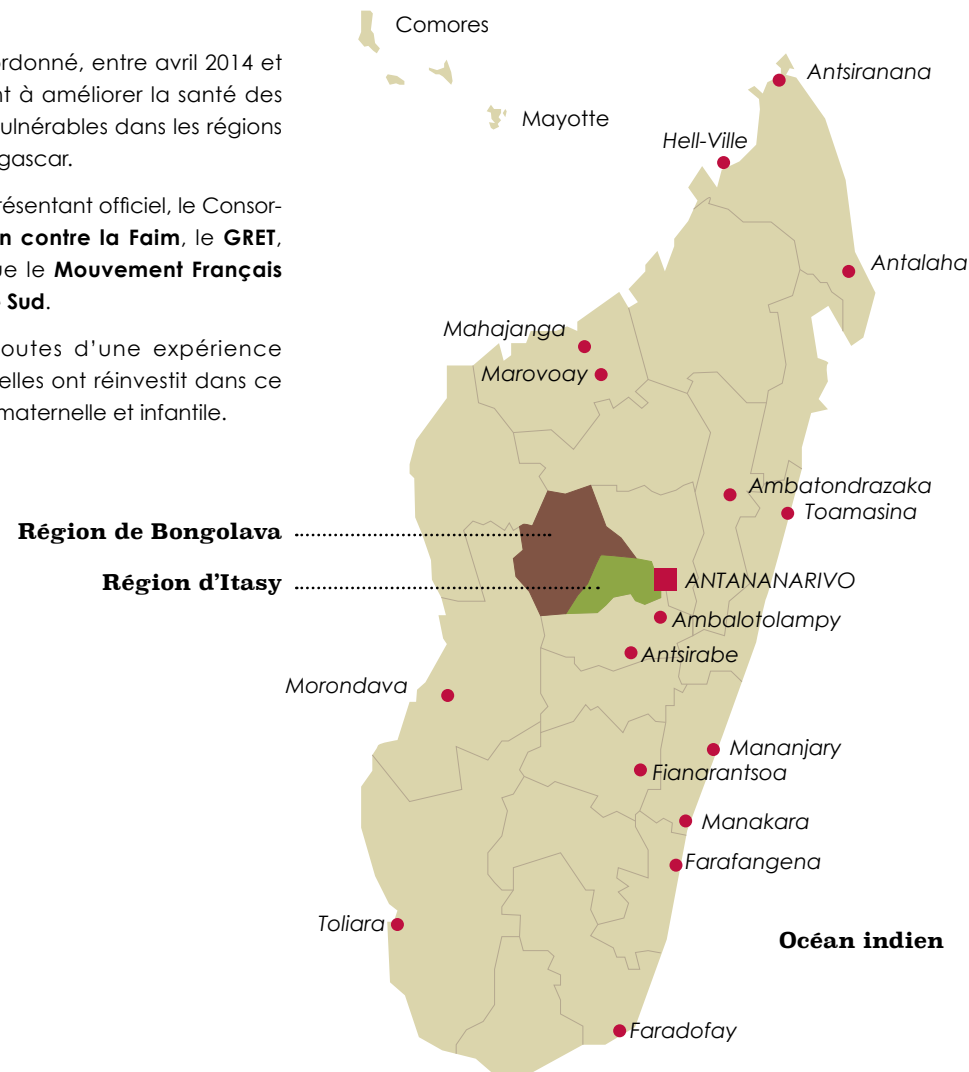 ordonné, entre avril 2014 et
nt à améliorer la santé des
ulnérables dans les régions
gascar.
résentant officiel, le Consor-
n contre la Faim, le GRET,
ue le Mouvement Français
Sud.
outes d'une expérience
elles ont réinvestit dans ce
maternelle et infantile.
Comores
Mayotte
Antsiranana
Hell-Ville
Antalaha
Mahajanga
Marovoay
Ambatondrazaka
Toamasina
Région de Bongolava
Région d'Itasy
ANTANANARIVO
Ambalotolampy
Antsirabe
Morondava
Mananjary
Fianarantsoa
Manakara
Farafangena
Toliara
Océan indien
Faradofay